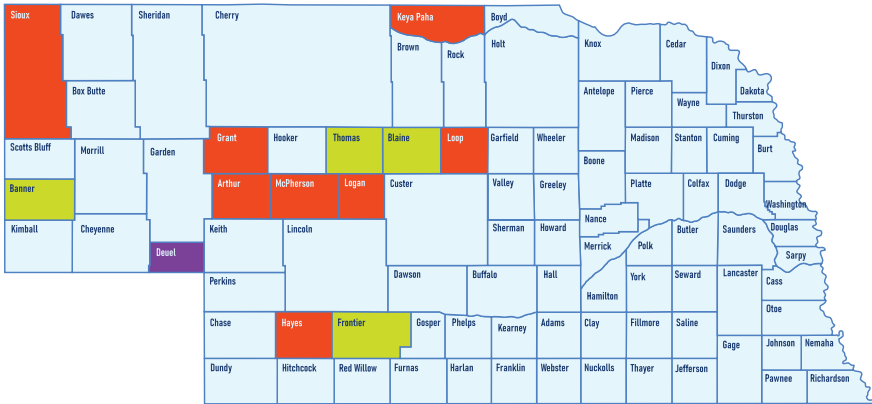 Sioux
Dawes
Sheridan
Cherry
Keya Paha
Boyd
Brown
Rock
Holt
Knox
Cedar
Dixon
Dakota
Box Butte
Antelope
Pierce
Wayne
Thurston
Scotts Bluff
Morrill
Garden
Grant
Hooker
Thomas
Blaine
Loop
Garfield
Wheeler
Boone
Madison
Stanton
Cuming
Burt
Banner
Arthur
McPherson
Logan
Custer
Valley
Greeley
Platte
Colfax
Dodge
Washington
Nance
Kimball
Cheyenne
Deuel
Keith
Lincoln
Sherman
Howard
Merrick
Polk
Butler
Saunders
Douglas
Sarpy
Perkins
Dawson
Buffalo
Hall
Hamilton
York
Seward
Lancaster
Cass
Otoe
Chase
Hayes
Frontier
Gosper
Phelps
Kearney
Adams
Clay
Fillmore
Saline
Gage
Johnson
Nemaha
Dundy
Hitchcock
Red Willow
Furnas
Harlan
Franklin
Webster
Nuckolls
Thayer
Jefferson
Pawnee
Richardson